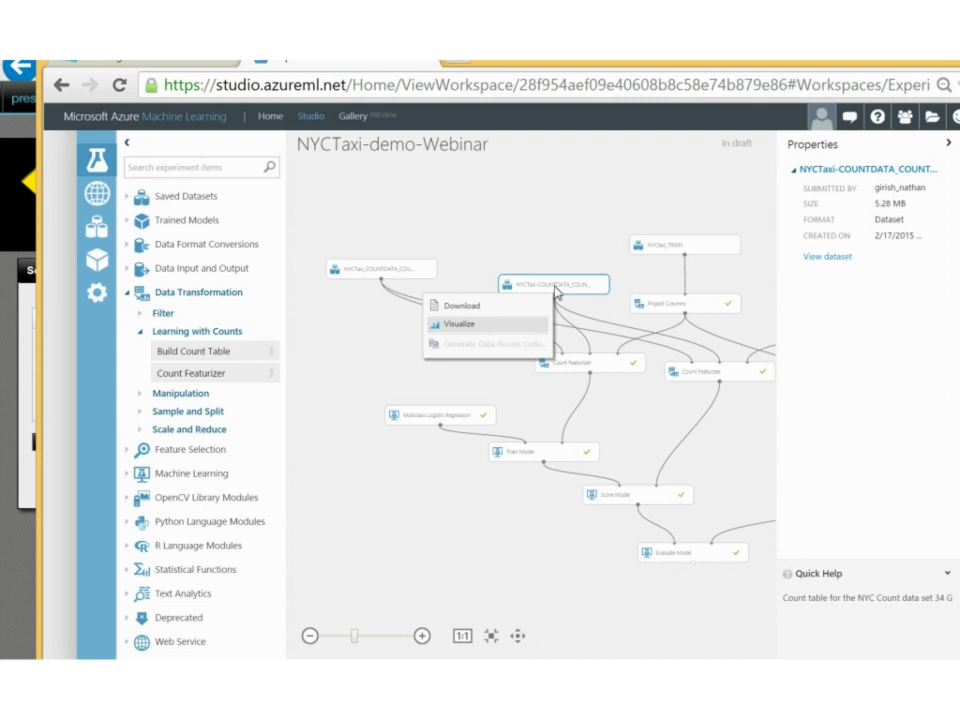 pres
https://studio.azureml.net/Home/ViewWorkspace/28f954aef09e40608b8c58e74b879e86#Workspaces/Experi
Microsoft Azure Machine Learning | Home Studio Gallery PREVIEW
NYCTaxi-demo-Webinar
In draft
Search experiment items
Saved Datasets
Trained Models
Data Format Conversions
Data Input and Output
Data Transformation
Filter
Learning with Counts
Build Count Table
Count Featurizer
Manipulation
Sample and Split
Scale and Reduce
Feature Selection
Machine Learning
OpenCV Library Modules
Python Language Modules
R Language Modules
Statistical Functions
Text Analytics
Deprecated
Web Service
NYCTaxi_TRAIN
NYCTaxi_COUNTDATA_COU...
NYCTaxi-COUNTDATA_COUN...
Project Columns
Download
Visualize
Generate Data Access Code...
Count Featurizer
Count Featurizer
Multiclass Logistic Regression
Train Model
Score Model
Evaluate Model
1:1
Properties
NYCTaxi-COUNTDATA_COUNT...
SUBMITTED BY girish_nathan
SIZE 5.28 MB
FORMAT Dataset
CREATED ON 2/17/2015 ...
View dataset
Quick Help
Count table for the NYC Count data set 34 G